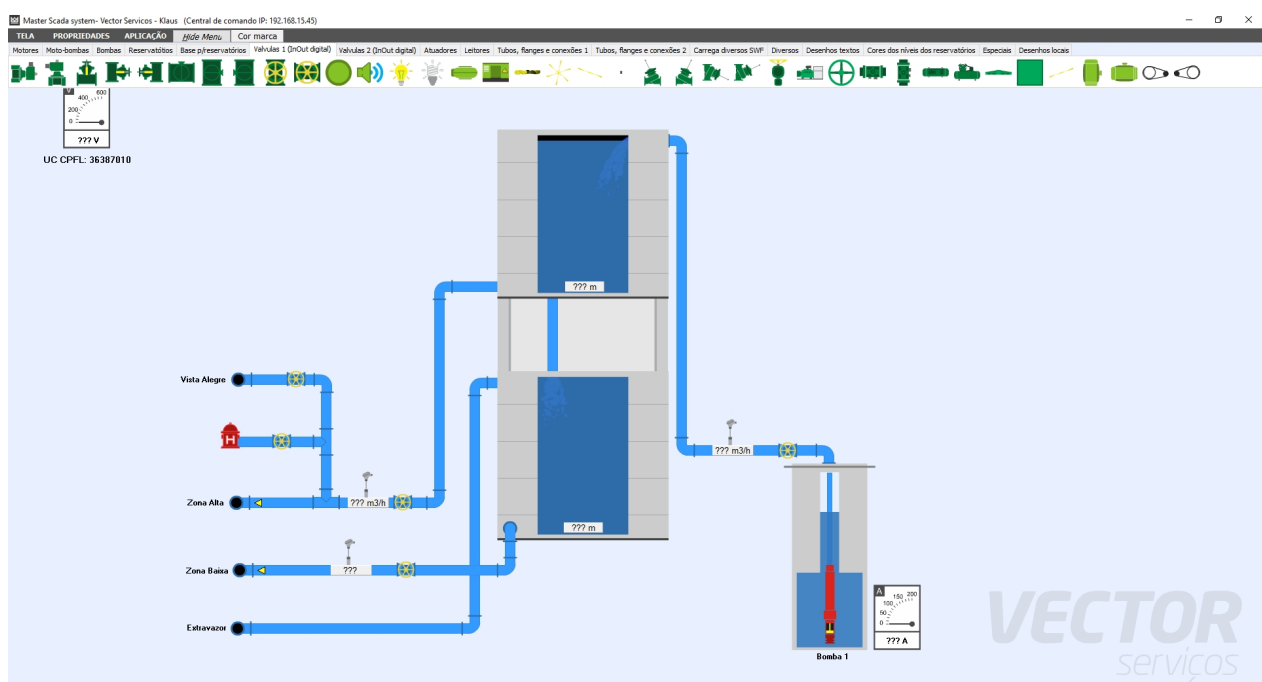 Master Scada system- Vector Servicos - Klaus (Central de comando IP: 192.168.15.45)
TELA PROPRIEDADES APLICAÇÃO Hide Menu Cor marca
Motores Moto-bombas Bombas Reservatótios Base p/reservatórios Valvulas 1 (InOut digital) Valvulas 2 (InOut digital) Atuadores Leitores Tubos, flanges e conexões 1 Tubos, flanges e conexões 2 Carrega diversos SWF Diversos Desenhos textos Cores dos níveis dos reservatórios Especiais Desenhos locais
V
400 600
200
0
??? V
UC CPFL: 36387010
??? m
Vista Alegre
H
??? m3/h
Zona Alta
??? m3/h
??? m
Zona Baixa
???
A
150 200
100
50
0
??? A
Extravazor
Bomba 1
VECTOR
serviços